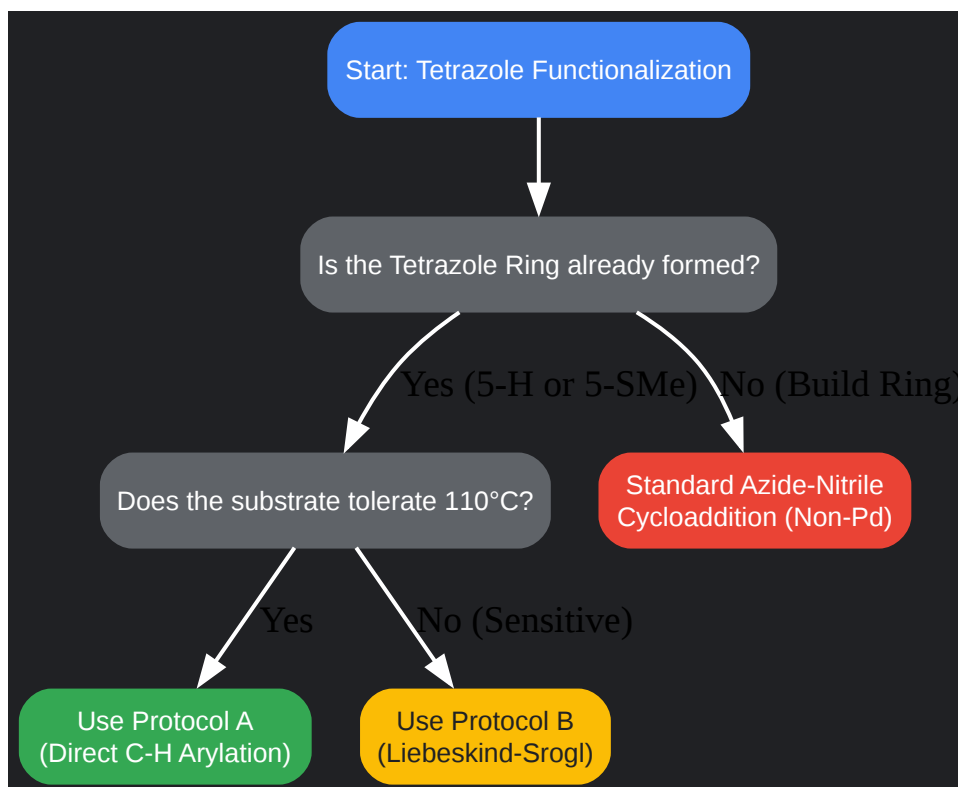 Start: Tetrazole Functionalization
Is the Tetrazole Ring already formed?
Yes (5-H or 5-SMe)
No (Build Ring)
Does the substrate tolerate 110°C?
Standard Azide-Nitrile
Cycloaddition (Non-Pd)
Yes
No (Sensitive)
Use Protocol A
(Direct C-H Arylation)
Use Protocol B
(Liebeskind-Srogl)